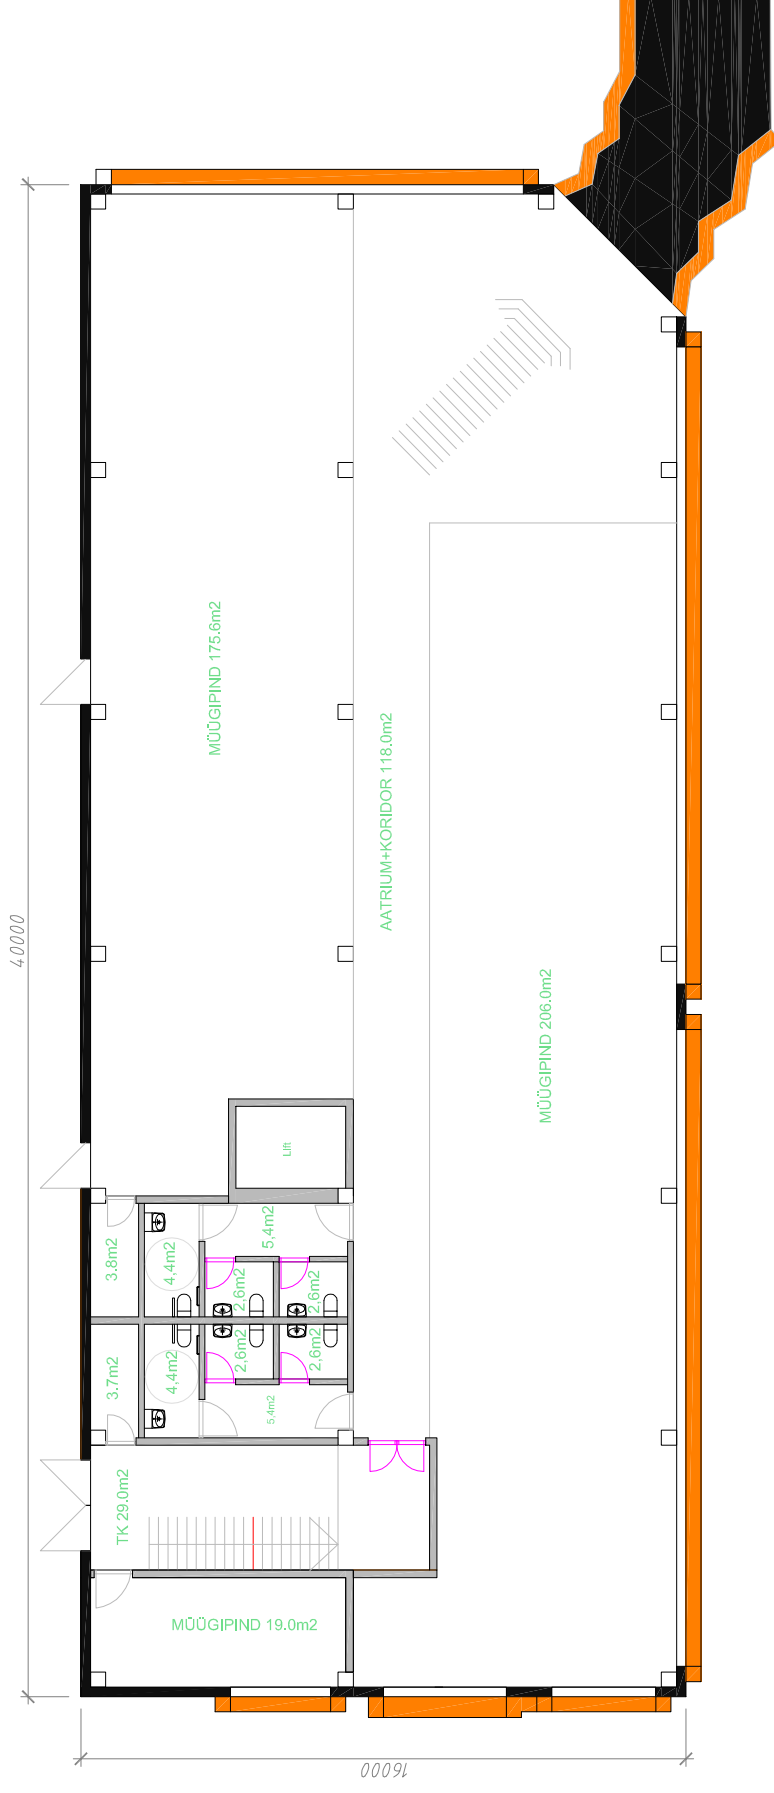 MÜÜGIPIND 175.6m2
AATRIUM+KORIDOR 118.0m2
40000
MÜÜGIPIND 206.0m2
Lift
5,4m2
3.8m2
4,4m2
2,6m2
2,6m2
2,6m2
2,6m2
3.7m2
4,4m2
5,4m2
TK 29.0m2
MÜÜGIPIND 19.0m2
16000